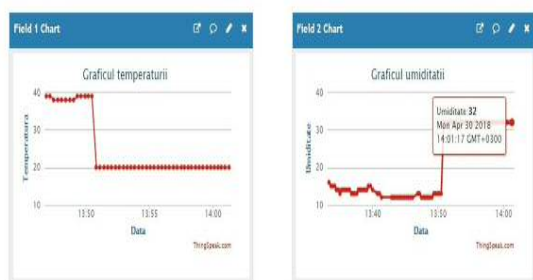 Field 1 Chart
Graficul temperaturii
Temperatura
40
30
20
10
13:50 13:55 14:00
Data
ThingSpeak.com
Field 2 Chart
Graficul umiditatii
Umiditate
40
30
20
10
Umiditate: 32
Mon Apr 30 2018
14:01:17 GMT+0300
13:40 13:50 14:00
Data
ThingSpeak.com